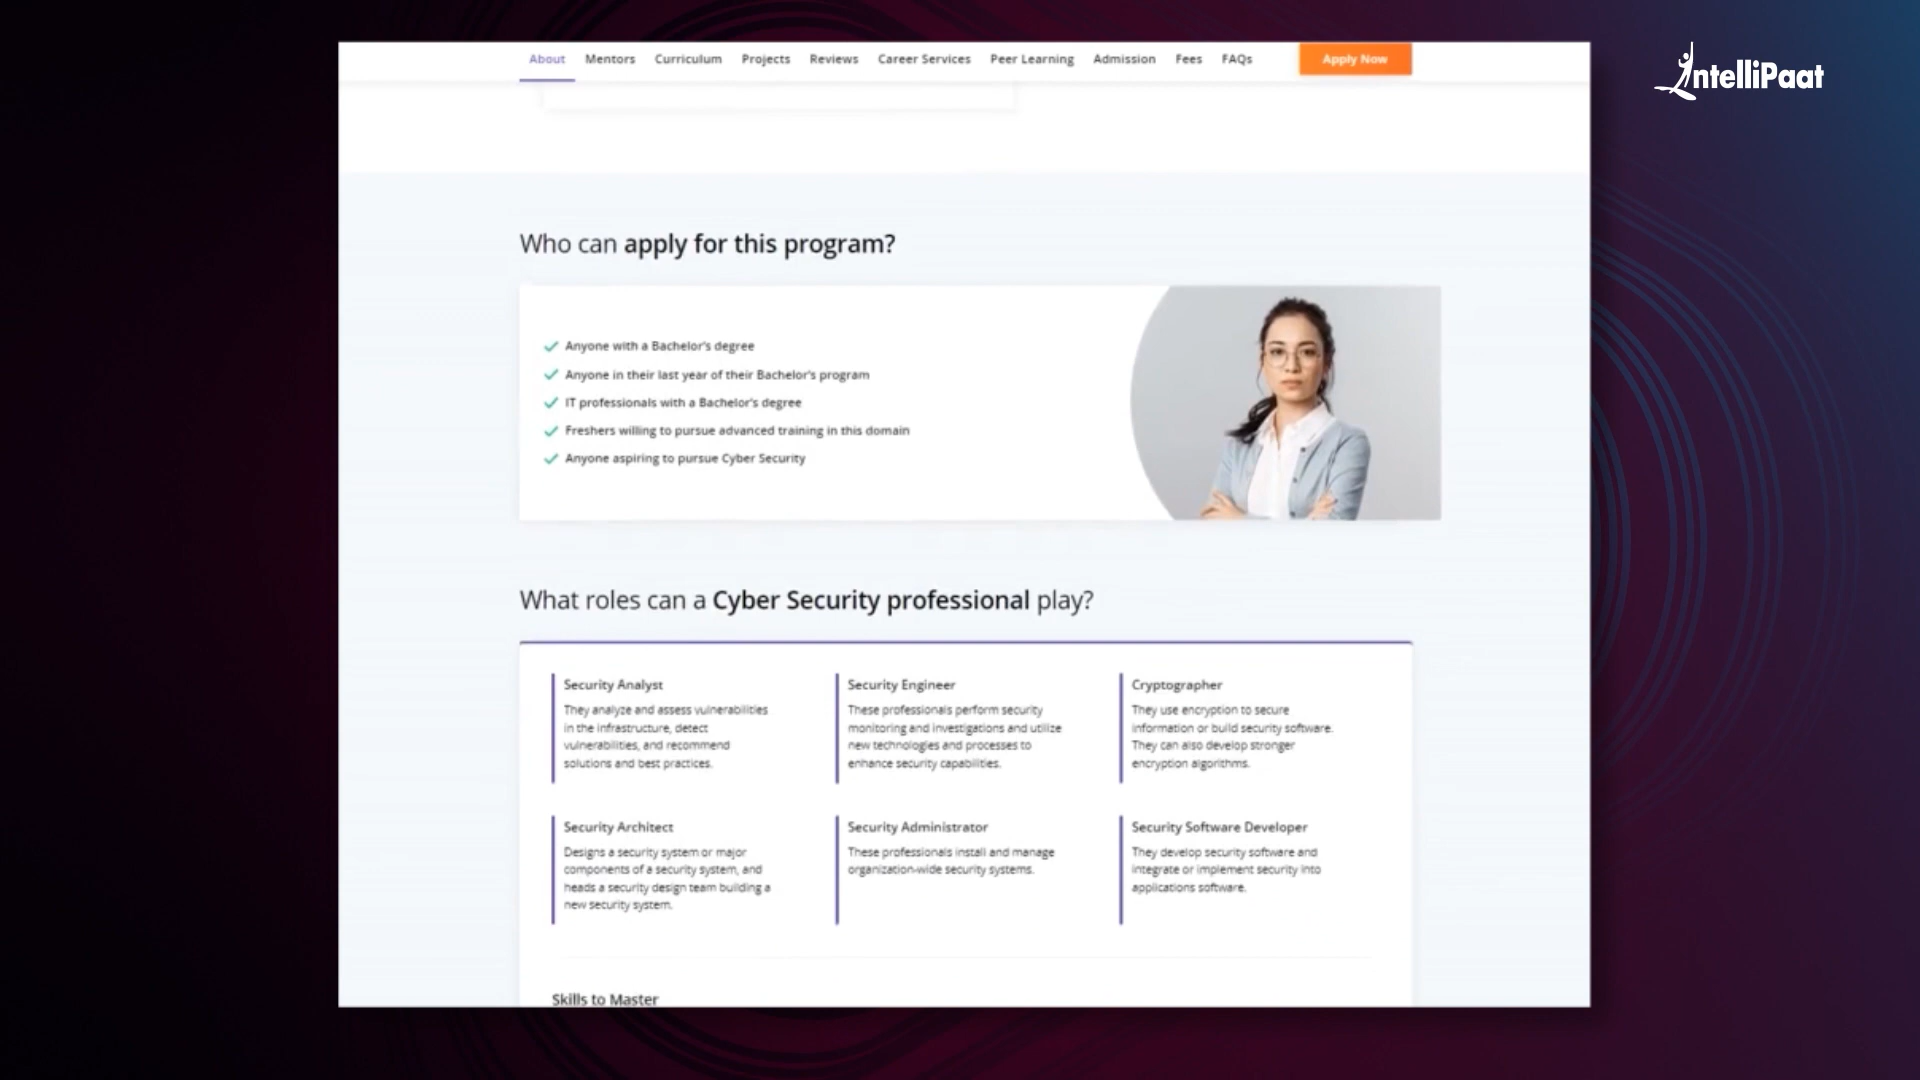 About Mentors Curriculum Projects Reviews Career Services Peer Learning Admission Fees FAQs Apply Now
IntelliPaat
Who can apply for this program?
Anyone with a Bachelor's degree
Anyone in their last year of their Bachelor's program
IT professionals with a Bachelor's degree
Freshers willing to pursue advanced training in this domain
Anyone aspiring to pursue Cyber Security
What roles can a Cyber Security professional play?
Security Analyst
They analyze and assess vulnerabilities
in the infrastructure, detect
vulnerabilities, and recommend
solutions and best practices.
Security Engineer
These professionals perform security
monitoring and investigations and utilize
new technologies and processes to
enhance security capabilities.
Cryptographer
They use encryption to secure
information or build security software.
They can also develop stronger
encryption algorithms.
Security Architect
Designs a security system or major
components of a security system, and
heads a security design team building a
new security system.
Security Administrator
These professionals install and manage
organization-wide security systems.
Security Software Developer
They develop security software and
integrate or implement security into
applications software.
Skills to Master